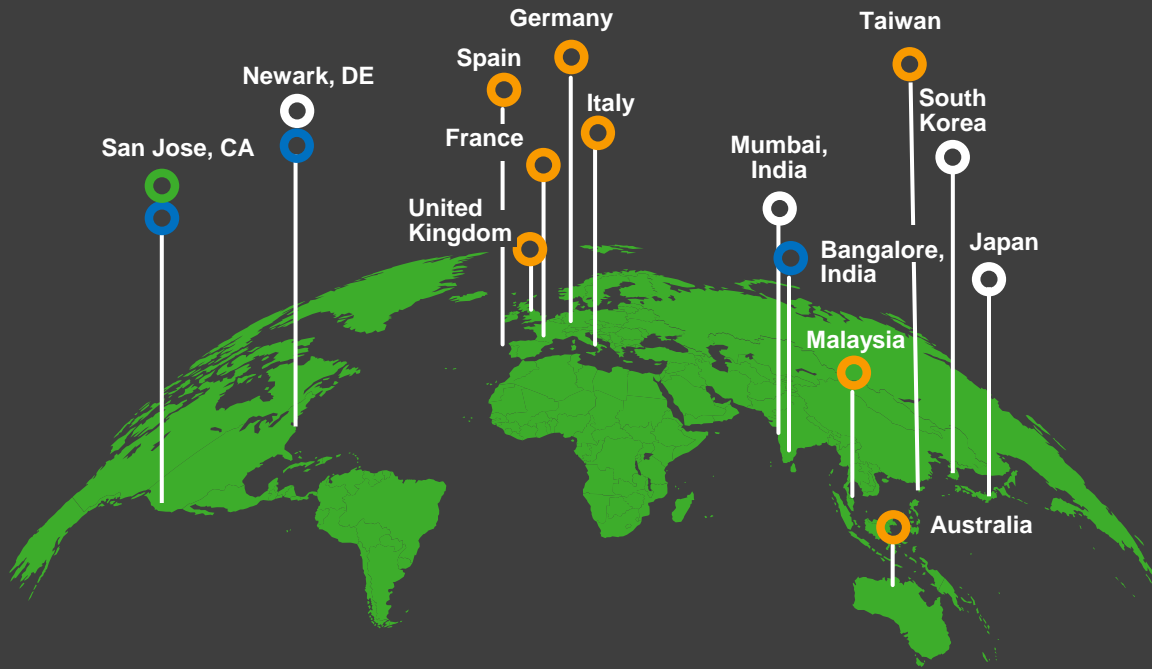 Germany
Taiwan
Spain
Newark, DE
South
Korea
Italy
France
San Jose, CA
Mumbai,
India
United
Kingdom
Bangalore,
India
Japan
Malaysia
Australia